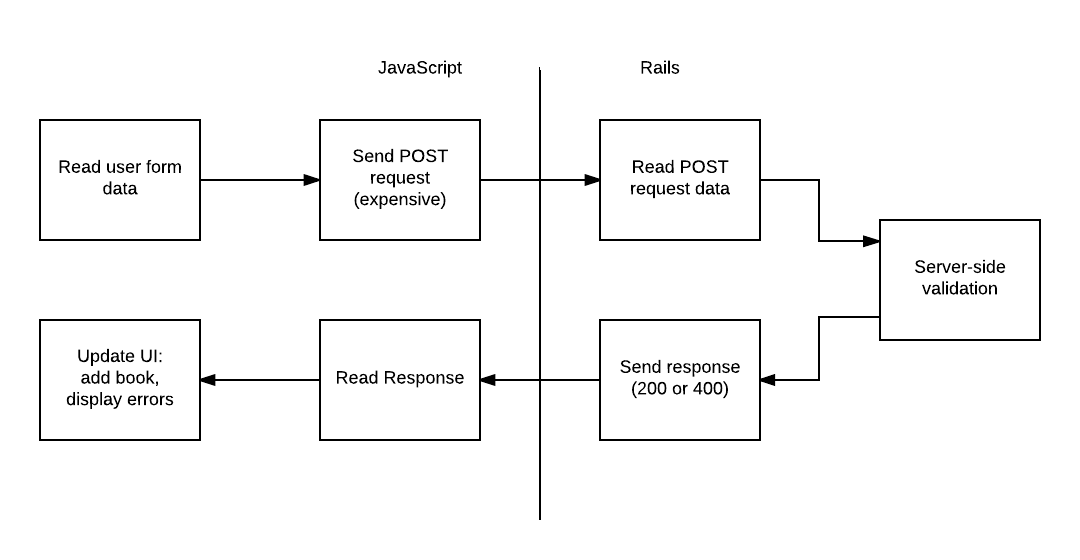 JavaScript
Rails
Read user form
data
Send POST
request
(expensive)
Read POST
request data
Server-side
validation
Update UI:
add book,
display errors
Read Response
Send response
(200 or 400)